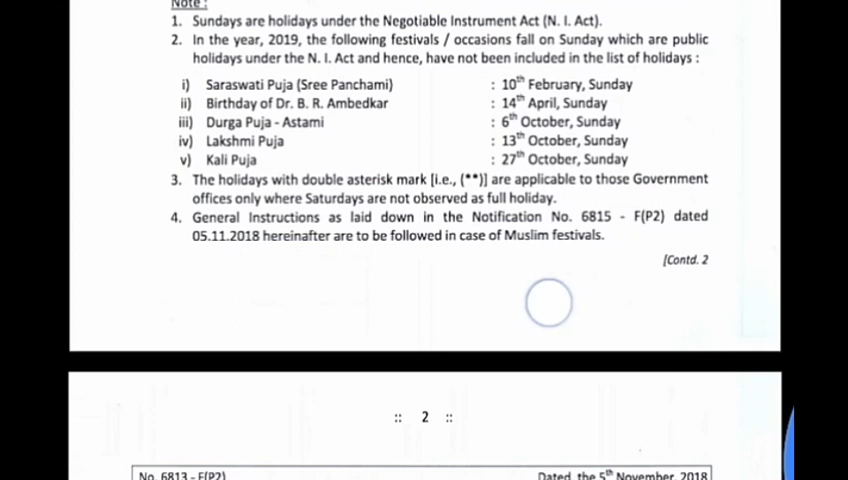 Note :
1. Sundays are holidays under the Negotiable Instrument Act (N. I. Act).
2. In the year, 2019, the following festivals / occasions fall on Sunday which are public
holidays under the N. I. Act and hence, have not been included in the list of holidays :
i) Saraswati Puja (Sree Panchami) : 10th February, Sunday
ii) Birthday of Dr. B. R. Ambedkar : 14th April, Sunday
iii) Durga Puja - Astami : 6th October, Sunday
iv) Lakshmi Puja : 13th October, Sunday
v) Kali Puja : 27th October, Sunday
3. The holidays with double asterisk mark [i.e., (**)] are applicable to those Government
offices only where Saturdays are not observed as full holiday.
4. General Instructions as laid down in the Notification No. 6815 - F(P2) dated
05.11.2018 hereinafter are to be followed in case of Muslim festivals.
[Contd. 2
:: 2 ::
No. 6813 - F(P2) Dated, the 5th November, 2018